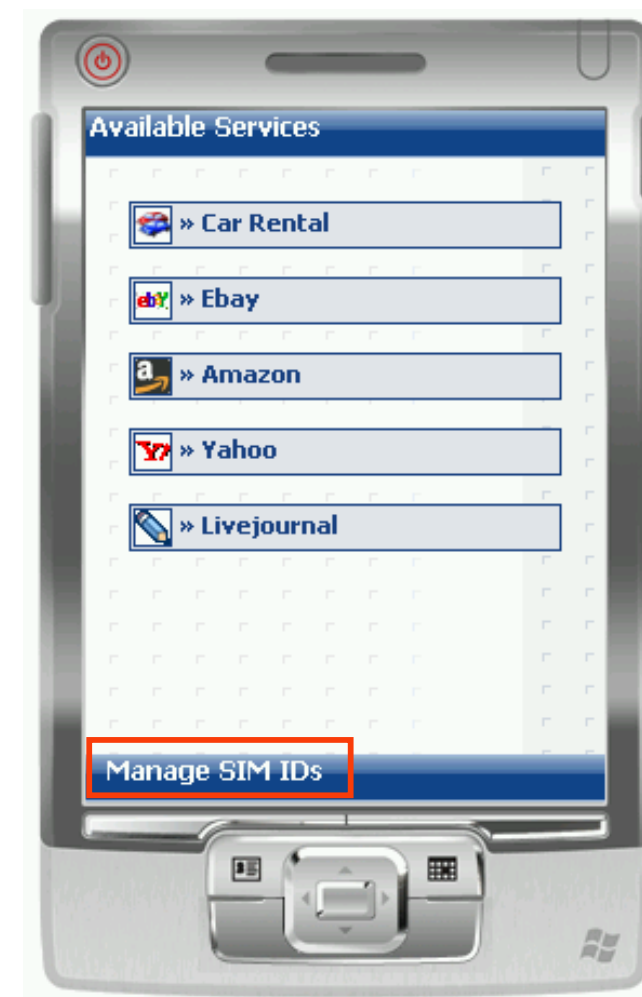 Available Services
» Car Rental
ebY » Ebay
a » Amazon
Y! » Yahoo
» Livejournal
Manage SIM IDs